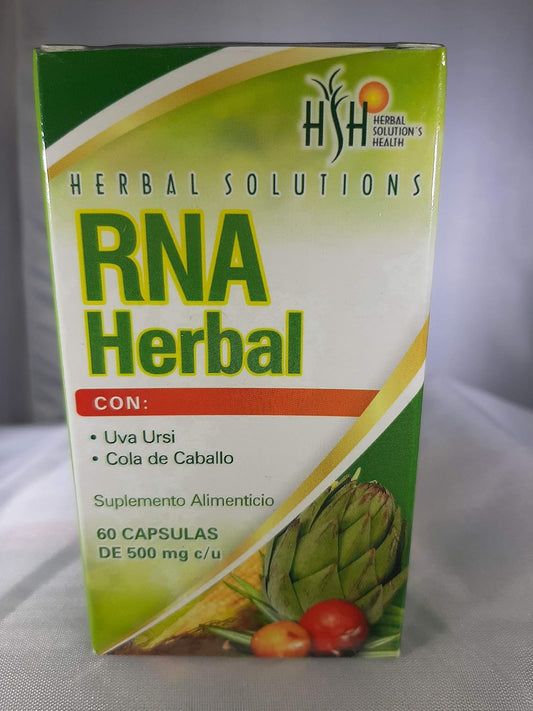 HSH
HERBAL
SOLUTION'S
HEALTH
HERBAL SOLUTIONS
RNA
Herbal
CON:
• Uva Ursi
• Cola de Caballo
Suplemento Alimenticio
60 CAPSULAS
DE 500 mg c/u